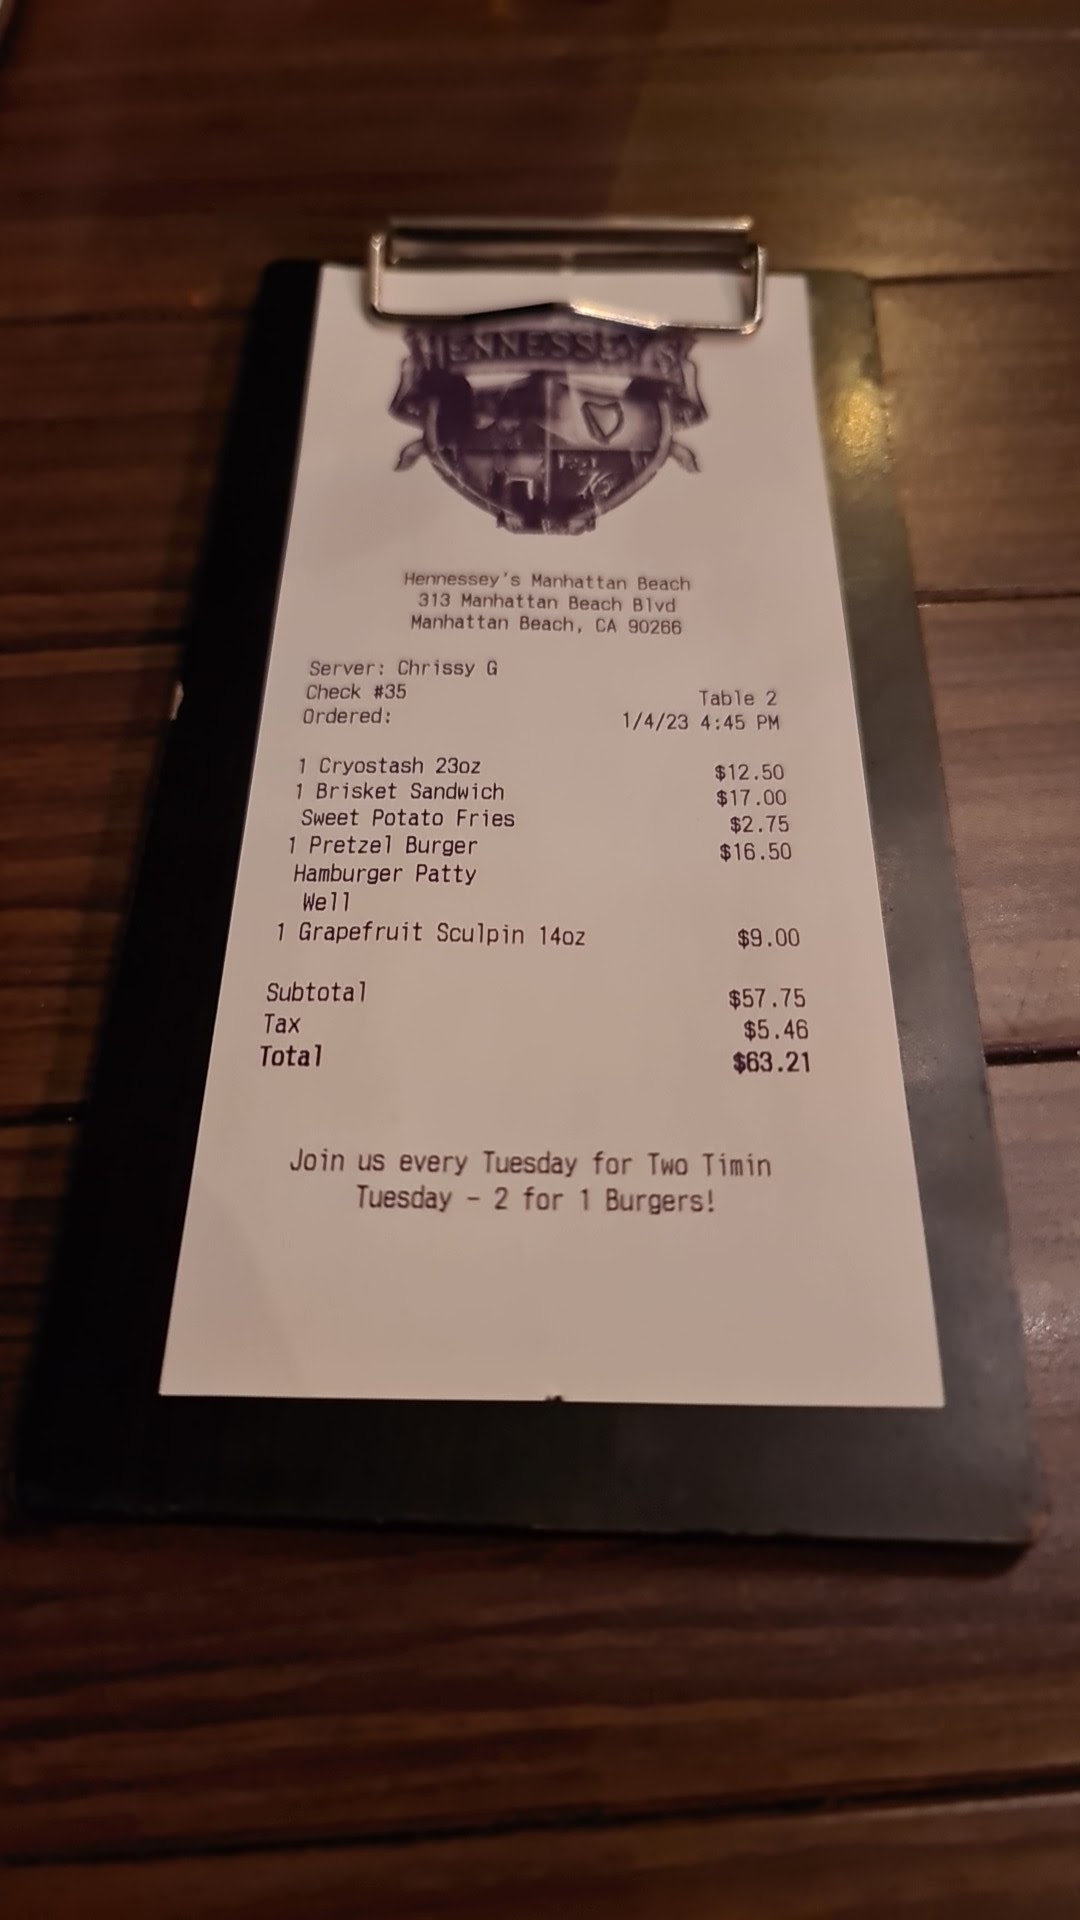 HENNESSEY'S
Hennessey's Manhattan Beach
313 Manhattan Beach Blvd
Manhattan Beach, CA 90266
Server: Chrissy G
Check #35 Table 2
Ordered: 1/4/23 4:45 PM
1 Cryostash 23oz $12.50
1 Brisket Sandwich $17.00
Sweet Potato Fries $2.75
1 Pretzel Burger $16.50
Hamburger Patty
Well
1 Grapefruit Sculpin 14oz $9.00
Subtotal $57.75
Tax $5.46
Total $63.21
Join us every Tuesday for Two Timin
Tuesday - 2 for 1 Burgers!